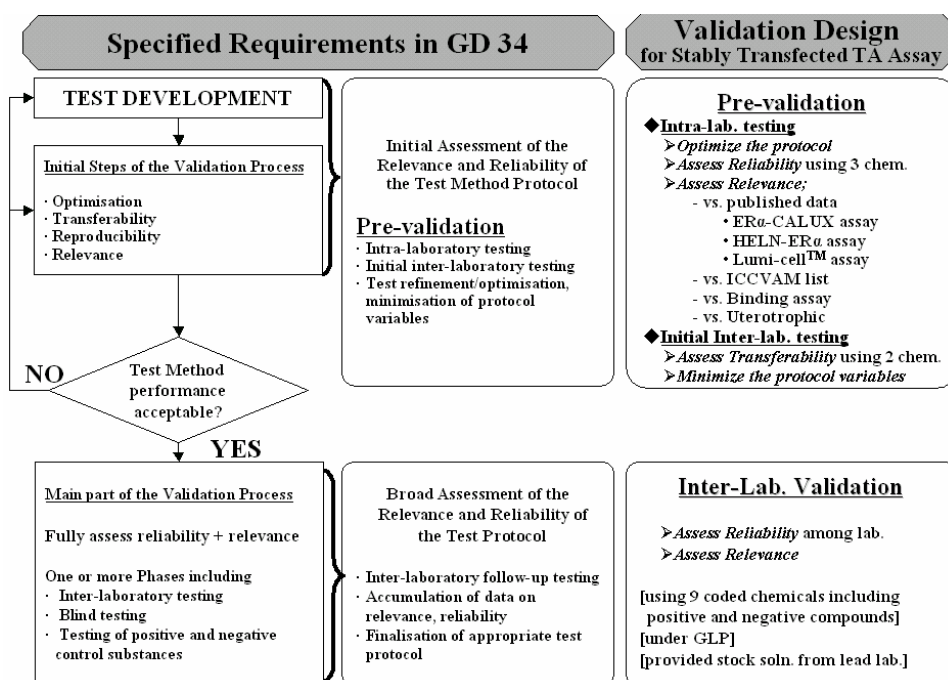 Specified Requirements in GD 34
Validation Design
for Stably Transfected TA Assay
TEST DEVELOPMENT
Initial Steps of the Validation Process
· Optimisation
· Transferability
· Reproducibility
· Relevance
NO
Test Method
performance
acceptable?
YES
Main part of the Validation Process
Fully assess reliability + relevance
One or more Phases including
· Inter-laboratory testing
· Blind testing
· Testing of positive and negative
control substances
Initial Assessment of the
Relevance and Reliability of
the Test Method Protocol
Pre-validation
· Intra-laboratory testing
· Initial inter-laboratory testing
· Test refinement/optimisation,
minimisation of protocol
variables
Broad Assessment of the
Relevance and Reliability of
the Test Protocol
· Inter-laboratory follow-up testing
· Accumulation of data on
relevance, reliability
· Finalisation of appropriate test
protocol
Pre-validation
◆Intra-lab. testing
➢Optimize the protocol
➢Assess Reliability using 3 chem.
➢Assess Relevance;
- vs. published data
• ERα-CALUX assay
• HELN-ERα assay
• Lumi-cell™ assay
- vs. ICCVAM list
- vs. Binding assay
- vs. Uterotrophic
◆Initial Inter-lab. testing
➢Assess Transferability using 2 chem.
➢Minimize the protocol variables
Inter-Lab. Validation
➢Assess Reliability among lab.
➢Assess Relevance
[using 9 coded chemicals including
positive and negative compounds]
[under GLP]
[provided stock soln. from lead lab.]